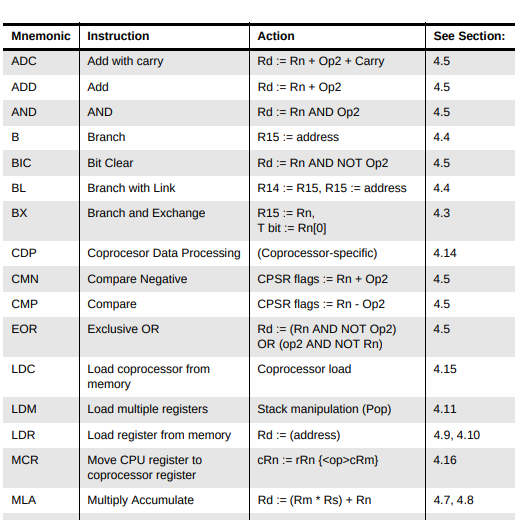 Mnemonic Instruction Action See Section:
ADC Add with carry Rd := Rn + Op2 + Carry 4.5
ADD Add Rd := Rn + Op2 4.5
AND AND Rd := Rn AND Op2 4.5
B Branch R15 := address 4.4
BIC Bit Clear Rd := Rn AND NOT Op2 4.5
BL Branch with Link R14 := R15, R15 := address 4.4
BX Branch and Exchange R15 := Rn, 4.3
T bit := Rn[0]
CDP Coprocesor Data Processing (Coprocessor-specific) 4.14
CMN Compare Negative CPSR flags := Rn + Op2 4.5
CMP Compare CPSR flags := Rn - Op2 4.5
EOR Exclusive OR Rd := (Rn AND NOT Op2) 4.5
OR (op2 AND NOT Rn)
LDC Load coprocessor from Coprocessor load 4.15
memory
LDM Load multiple registers Stack manipulation (Pop) 4.11
LDR Load register from memory Rd := (address) 4.9, 4.10
MCR Move CPU register to cRn := rRn {<op>cRm} 4.16
coprocessor register
MLA Multiply Accumulate Rd := (Rm * Rs) + Rn 4.7, 4.8